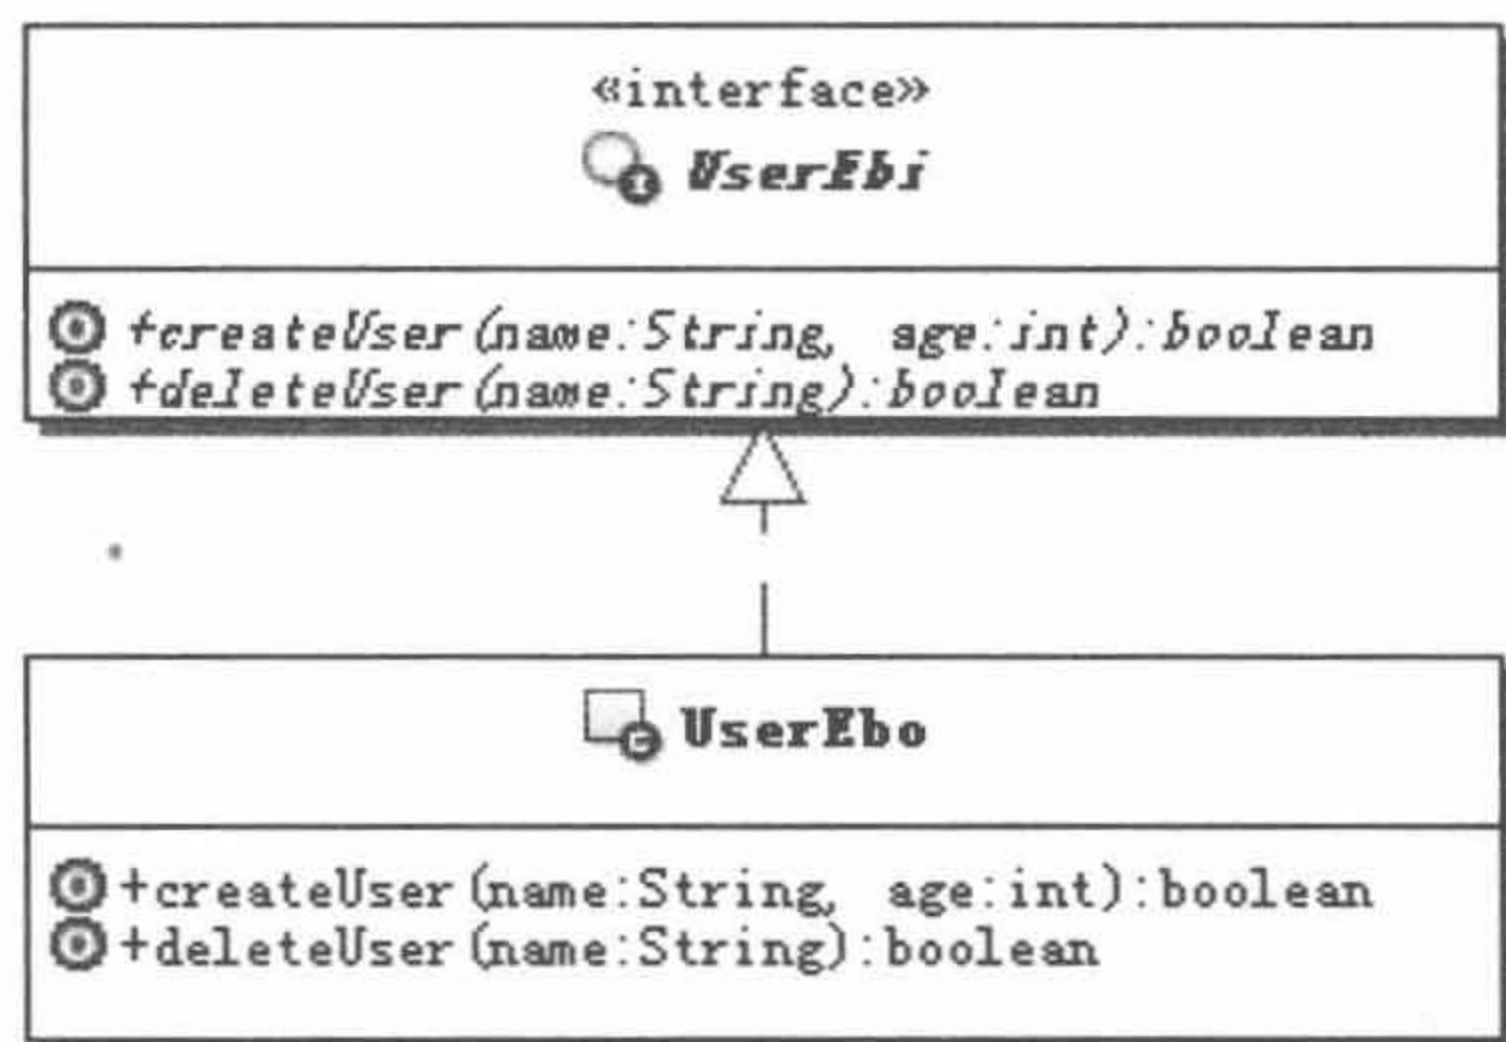 «interface»
UserEbi
+createUser(name:String, age:int):boolean
+deleteUser(name:String):boolean
UserEbo
+createUser(name:String, age:int):boolean
+deleteUser(name:String):boolean